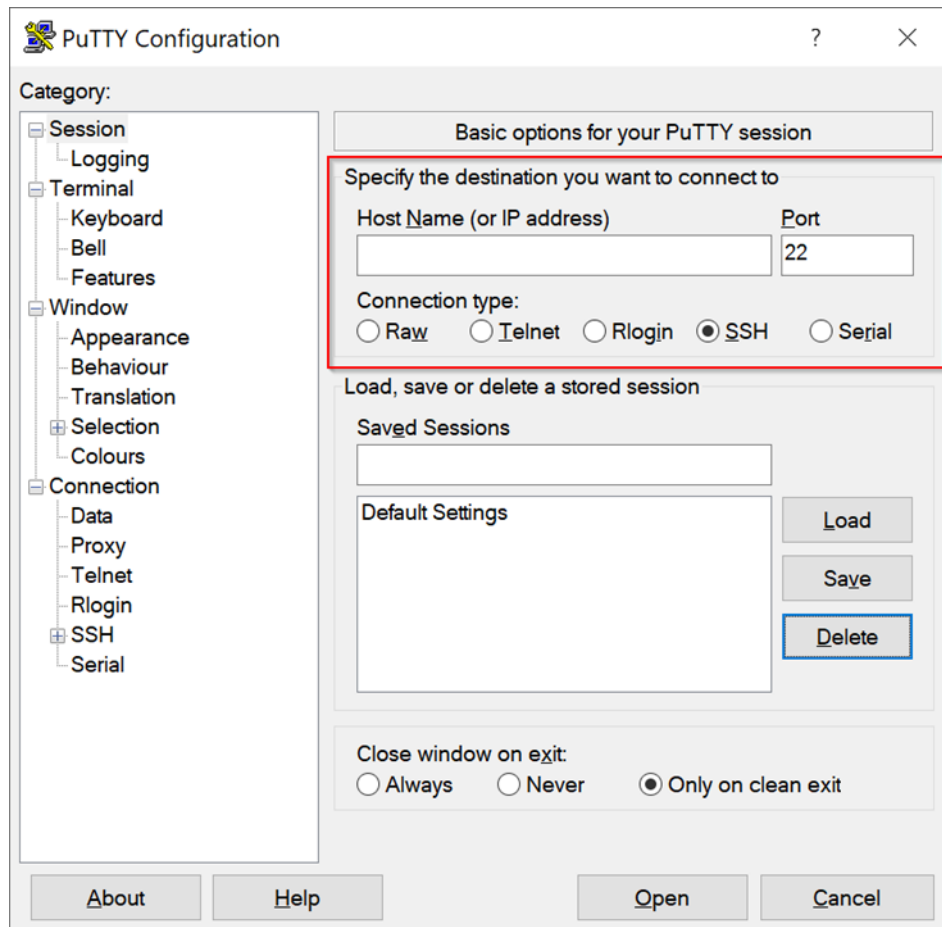 PuTTY Configuration
?
Category:
Session
Logging
Terminal
Keyboard
Bell
Features
Window
Appearance
Behaviour
Translation
Selection
Colours
Connection
Data
Proxy
Telnet
Rlogin
SSH
Serial
Basic options for your PuTTY session
Specify the destination you want to connect to
Host Name (or IP address) Port
22
Connection type:
Raw Telnet Rlogin SSH Serial
Load, save or delete a stored session
Saved Sessions
Default Settings
Load
Save
Delete
Close window on exit:
Always Never Only on clean exit
About Help Open Cancel